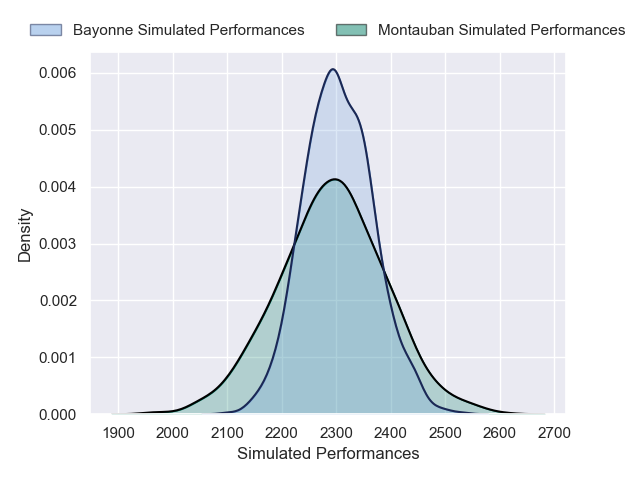 Bayonne Simulated Performances
Montauban Simulated Performances
0.006
0.005
0.004
0.003
0.002
0.001
0.000
Density
1900 2000 2100 2200 2300 2400 2500 2600 2700
Simulated Performances